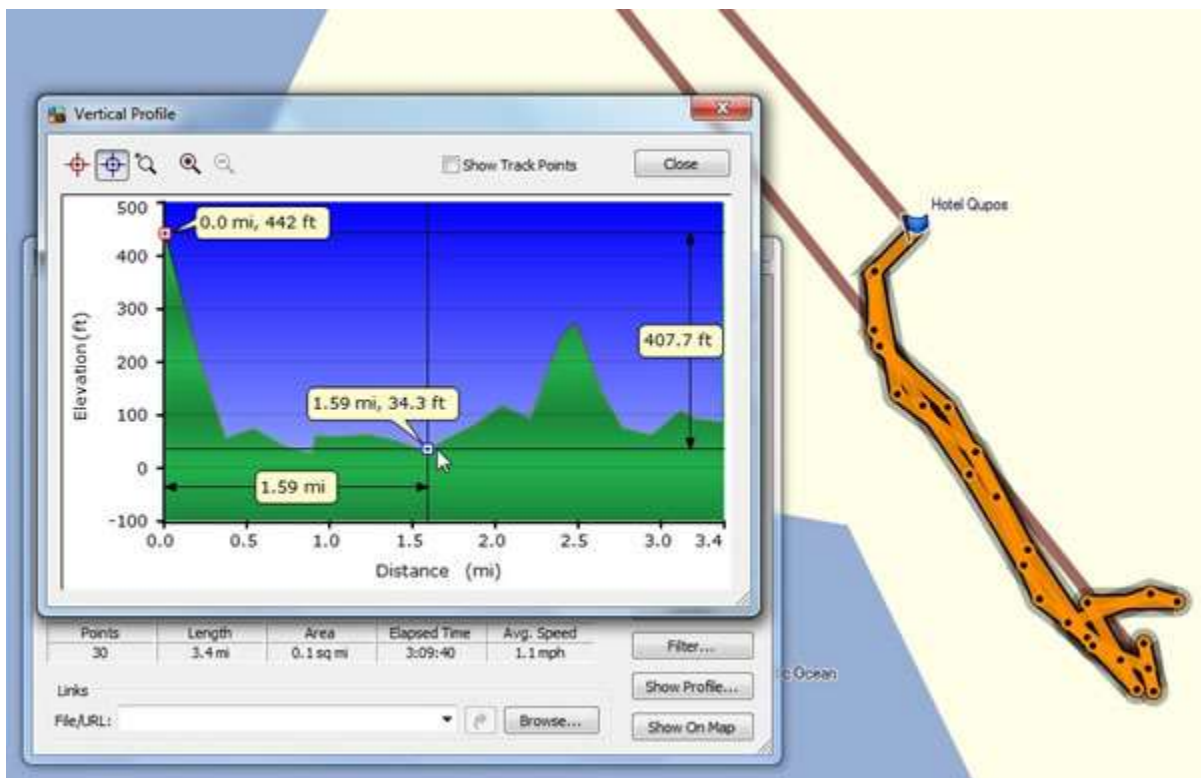 Vertical Profile
Show Track Points
Close
500
400
300
200
100
0
-100
Elevation (ft)
0.0 mi, 442 ft
407.7 ft
1.59 mi, 34.3 ft
1.59 mi
0.0 0.5 1.0 1.5 2.0 2.5 3.0 3.4
Distance (mi)
Hotel Qupos
Points Length Area Elapsed Time Avg. Speed
30 3.4 mi 0.1 sq mi 3:09:40 1.1 mph
Filter...
Links
Show Profile...
File/URL:
Browse...
Show On Map
Ocean